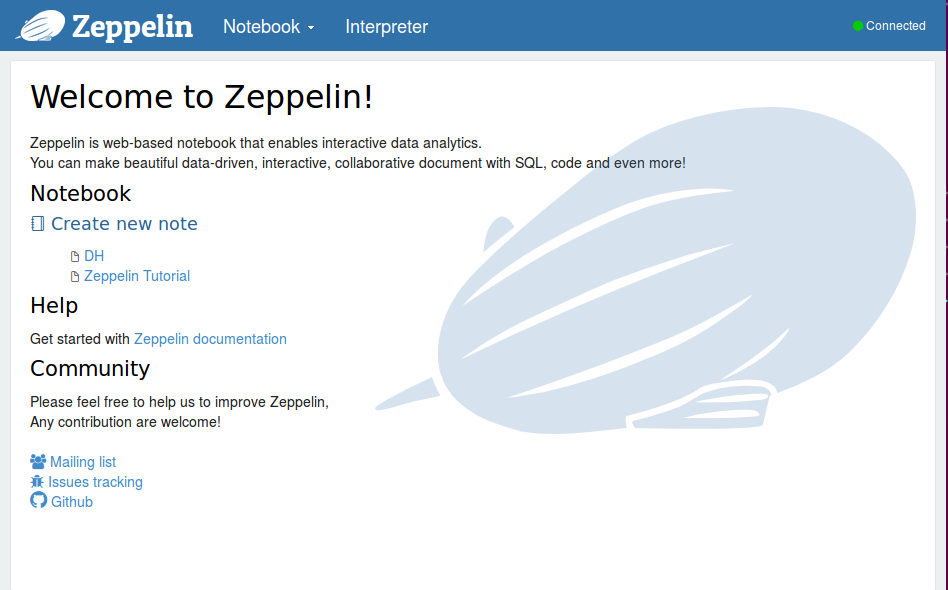 Zeppelin Notebook Interpreter Connected
Welcome to Zeppelin!
Zeppelin is web-based notebook that enables interactive data analytics.
You can make beautiful data-driven, interactive, collaborative document with SQL, code and even more!
Notebook
Create new note
DH
Zeppelin Tutorial
Help
Get started with Zeppelin documentation
Community
Please feel free to help us to improve Zeppelin,
Any contribution are welcome!
Mailing list
Issues tracking
Github